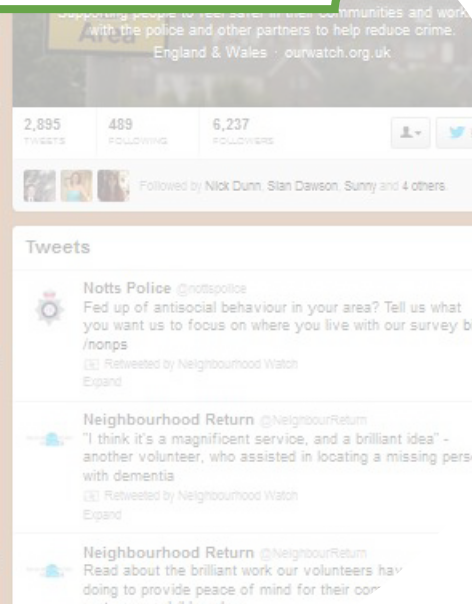 Supporting people to feel safer in their communities and work
with the police and other partners to help reduce crime.
Area
England & Wales · ourwatch.org.uk
2,895
TWEETS
489
FOLLOWING
6,237
FOLLOWERS
Followed by Nick Dunn, Sian Dawson, Sunny and 4 others.
Tweets
Notts Police @nottspolice
Fed up of antisocial behaviour in your area? Tell us what
you want us to focus on where you live with our survey bi
/nonps
Retweeted by Neighbourhood Watch
Expand
Neighbourhood Return @NeighbourReturn
"I think it's a magnificent service, and a brilliant idea" -
another volunteer, who assisted in locating a missing pers
with dementia
Retweeted by Neighbourhood Watch
Expand
Neighbourhood Return @NeighbourReturn
Read about the brilliant work our volunteers hav
doing to provide peace of mind for their